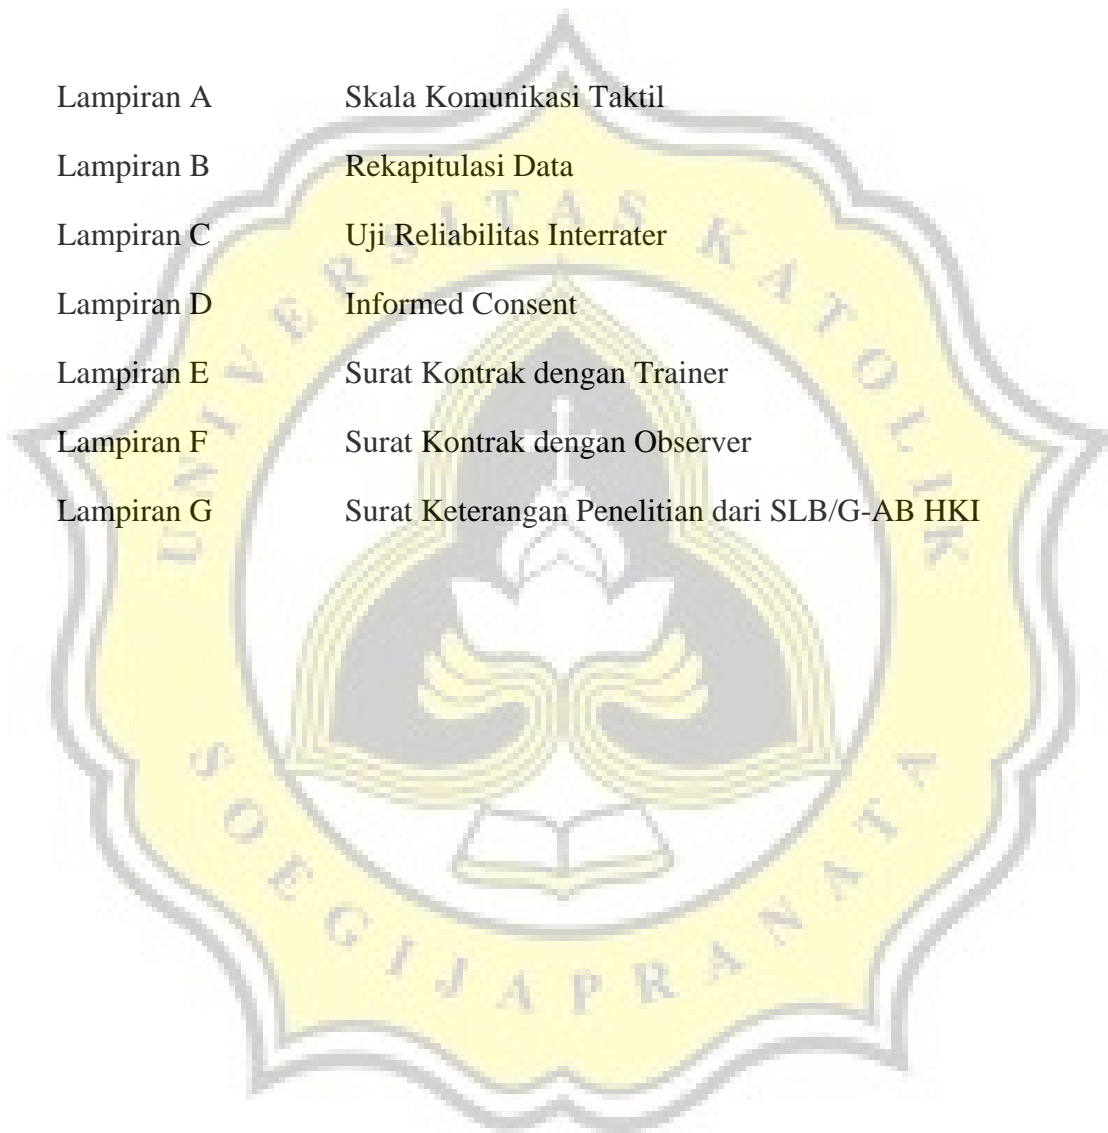 Lampiran A Skala Komunikasi Taktil
Lampiran B Rekapitulasi Data
Lampiran C Uji Reliabilitas Interrater
Lampiran D Informed Consent
Lampiran E Surat Kontrak dengan Trainer
Lampiran F Surat Kontrak dengan Observer
Lampiran G Surat Keterangan Penelitian dari SLB/G-AB HKI
UNIVERSITAS KATOLIK
SOEGIJAPRANATA